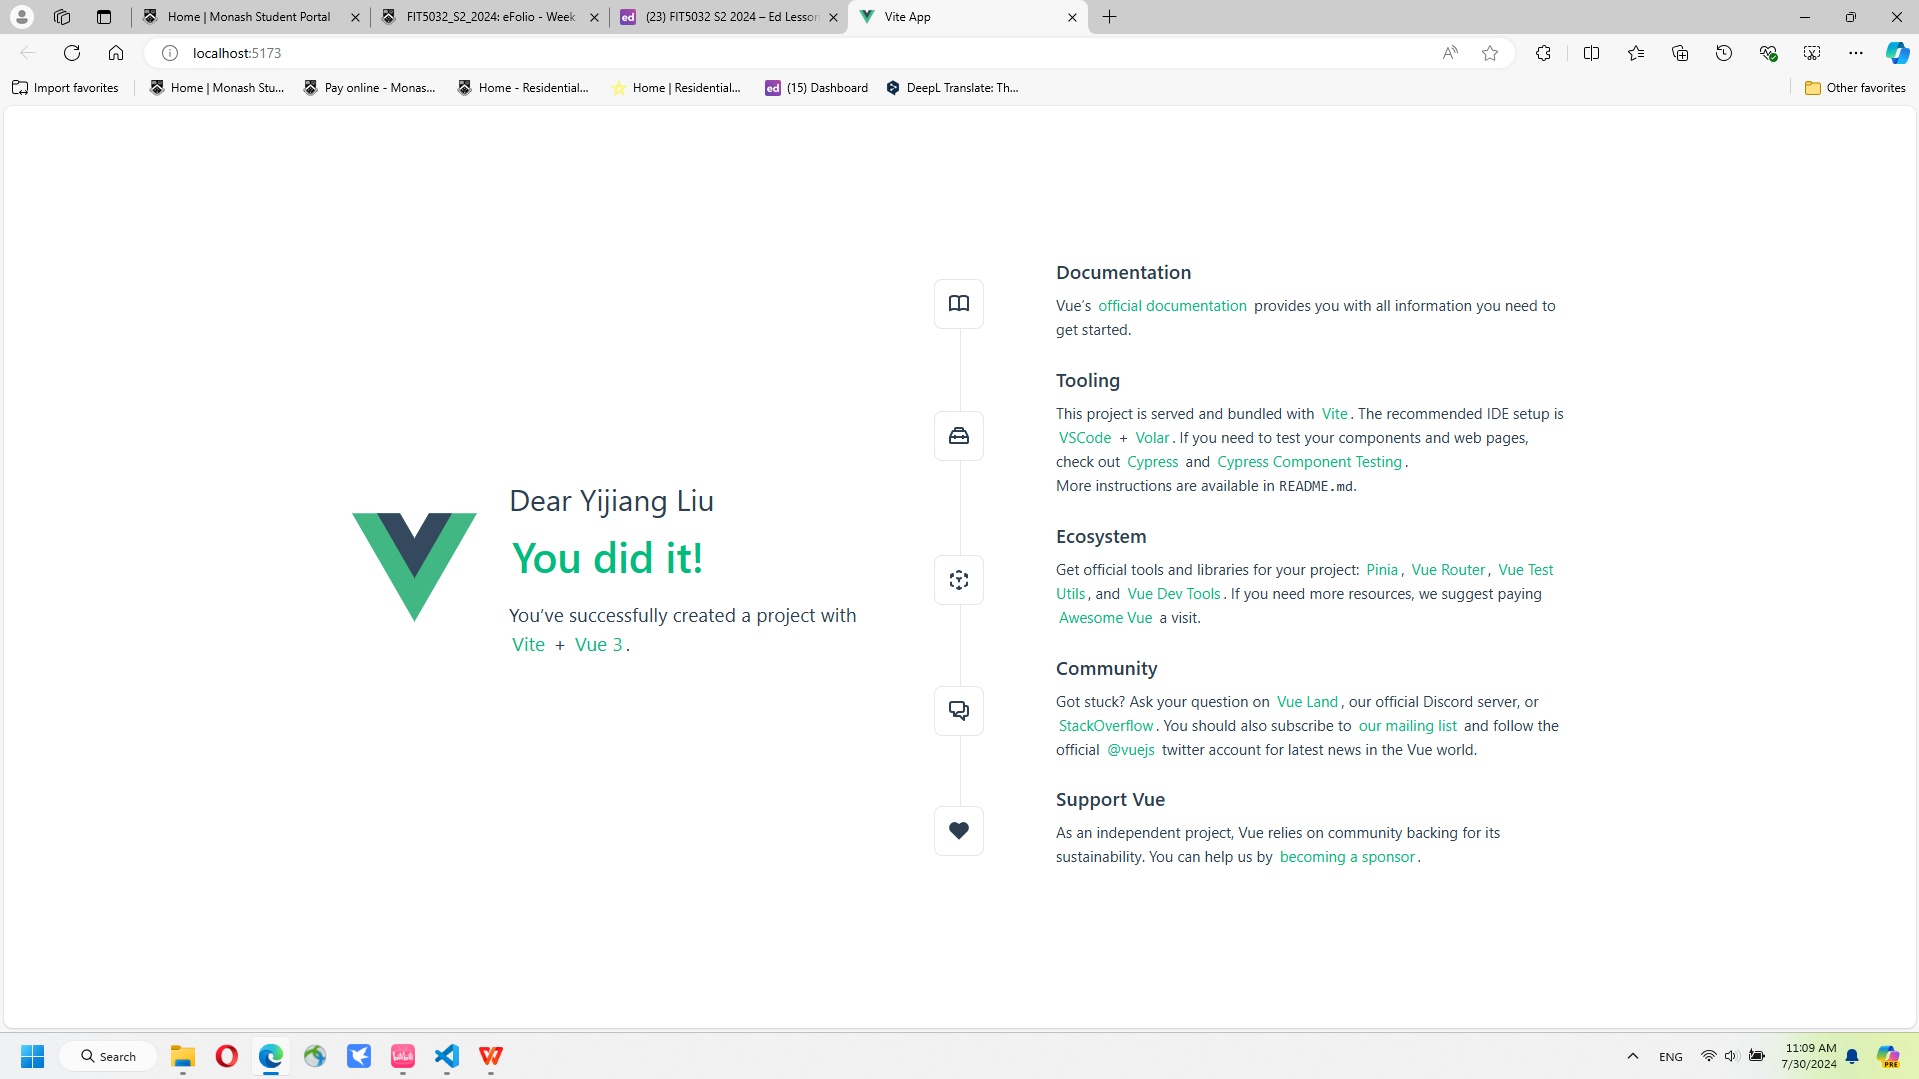 Home | Monash Student Portal
FIT5032_S2_2024: eFolio - Week
ed (23) FIT5032 S2 2024 – Ed Lesson
Vite App
localhost:5173
Import favorites
Home | Monash Stu...
Pay online - Monas...
Home - Residential...
Home | Residential...
ed (15) Dashboard
DeepL Translate: Th...
Other favorites
Dear Yijiang Liu
You did it!
You’ve successfully created a project with
Vite + Vue 3.
Documentation
Vue’s official documentation provides you with all information you need to
get started.
Tooling
This project is served and bundled with Vite. The recommended IDE setup is
VSCode + Volar. If you need to test your components and web pages,
check out Cypress and Cypress Component Testing.
More instructions are available in README.md.
Ecosystem
Get official tools and libraries for your project: Pinia, Vue Router, Vue Test
Utils, and Vue Dev Tools. If you need more resources, we suggest paying
Awesome Vue a visit.
Community
Got stuck? Ask your question on Vue Land, our official Discord server, or
StackOverflow. You should also subscribe to our mailing list and follow the
official @vuejs twitter account for latest news in the Vue world.
Support Vue
As an independent project, Vue relies on community backing for its
sustainability. You can help us by becoming a sponsor.
Search
bilibili
ENG
11:09 AM
7/30/2024
PRE